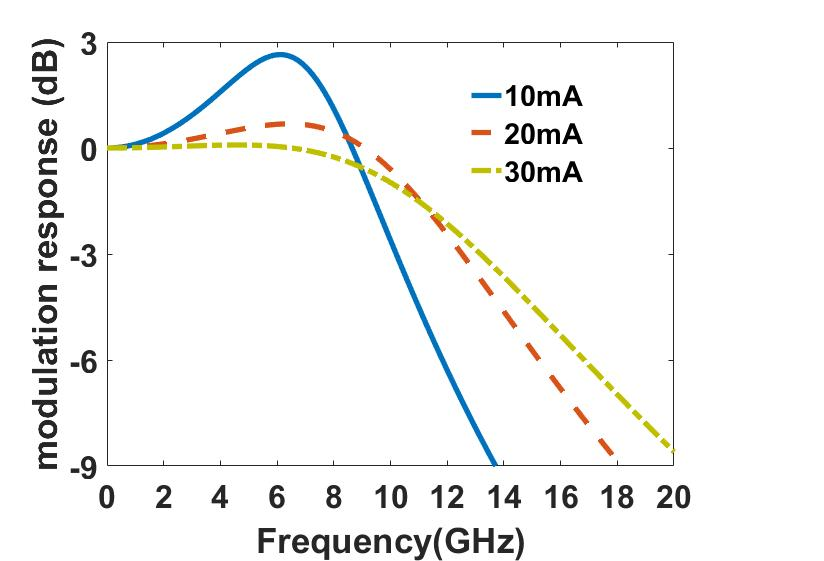 modulation response (dB)
3
0
-3
-6
-9
10mA
20mA
30mA
0 2 4 6 8 10 12 14 16 18 20
Frequency(GHz)